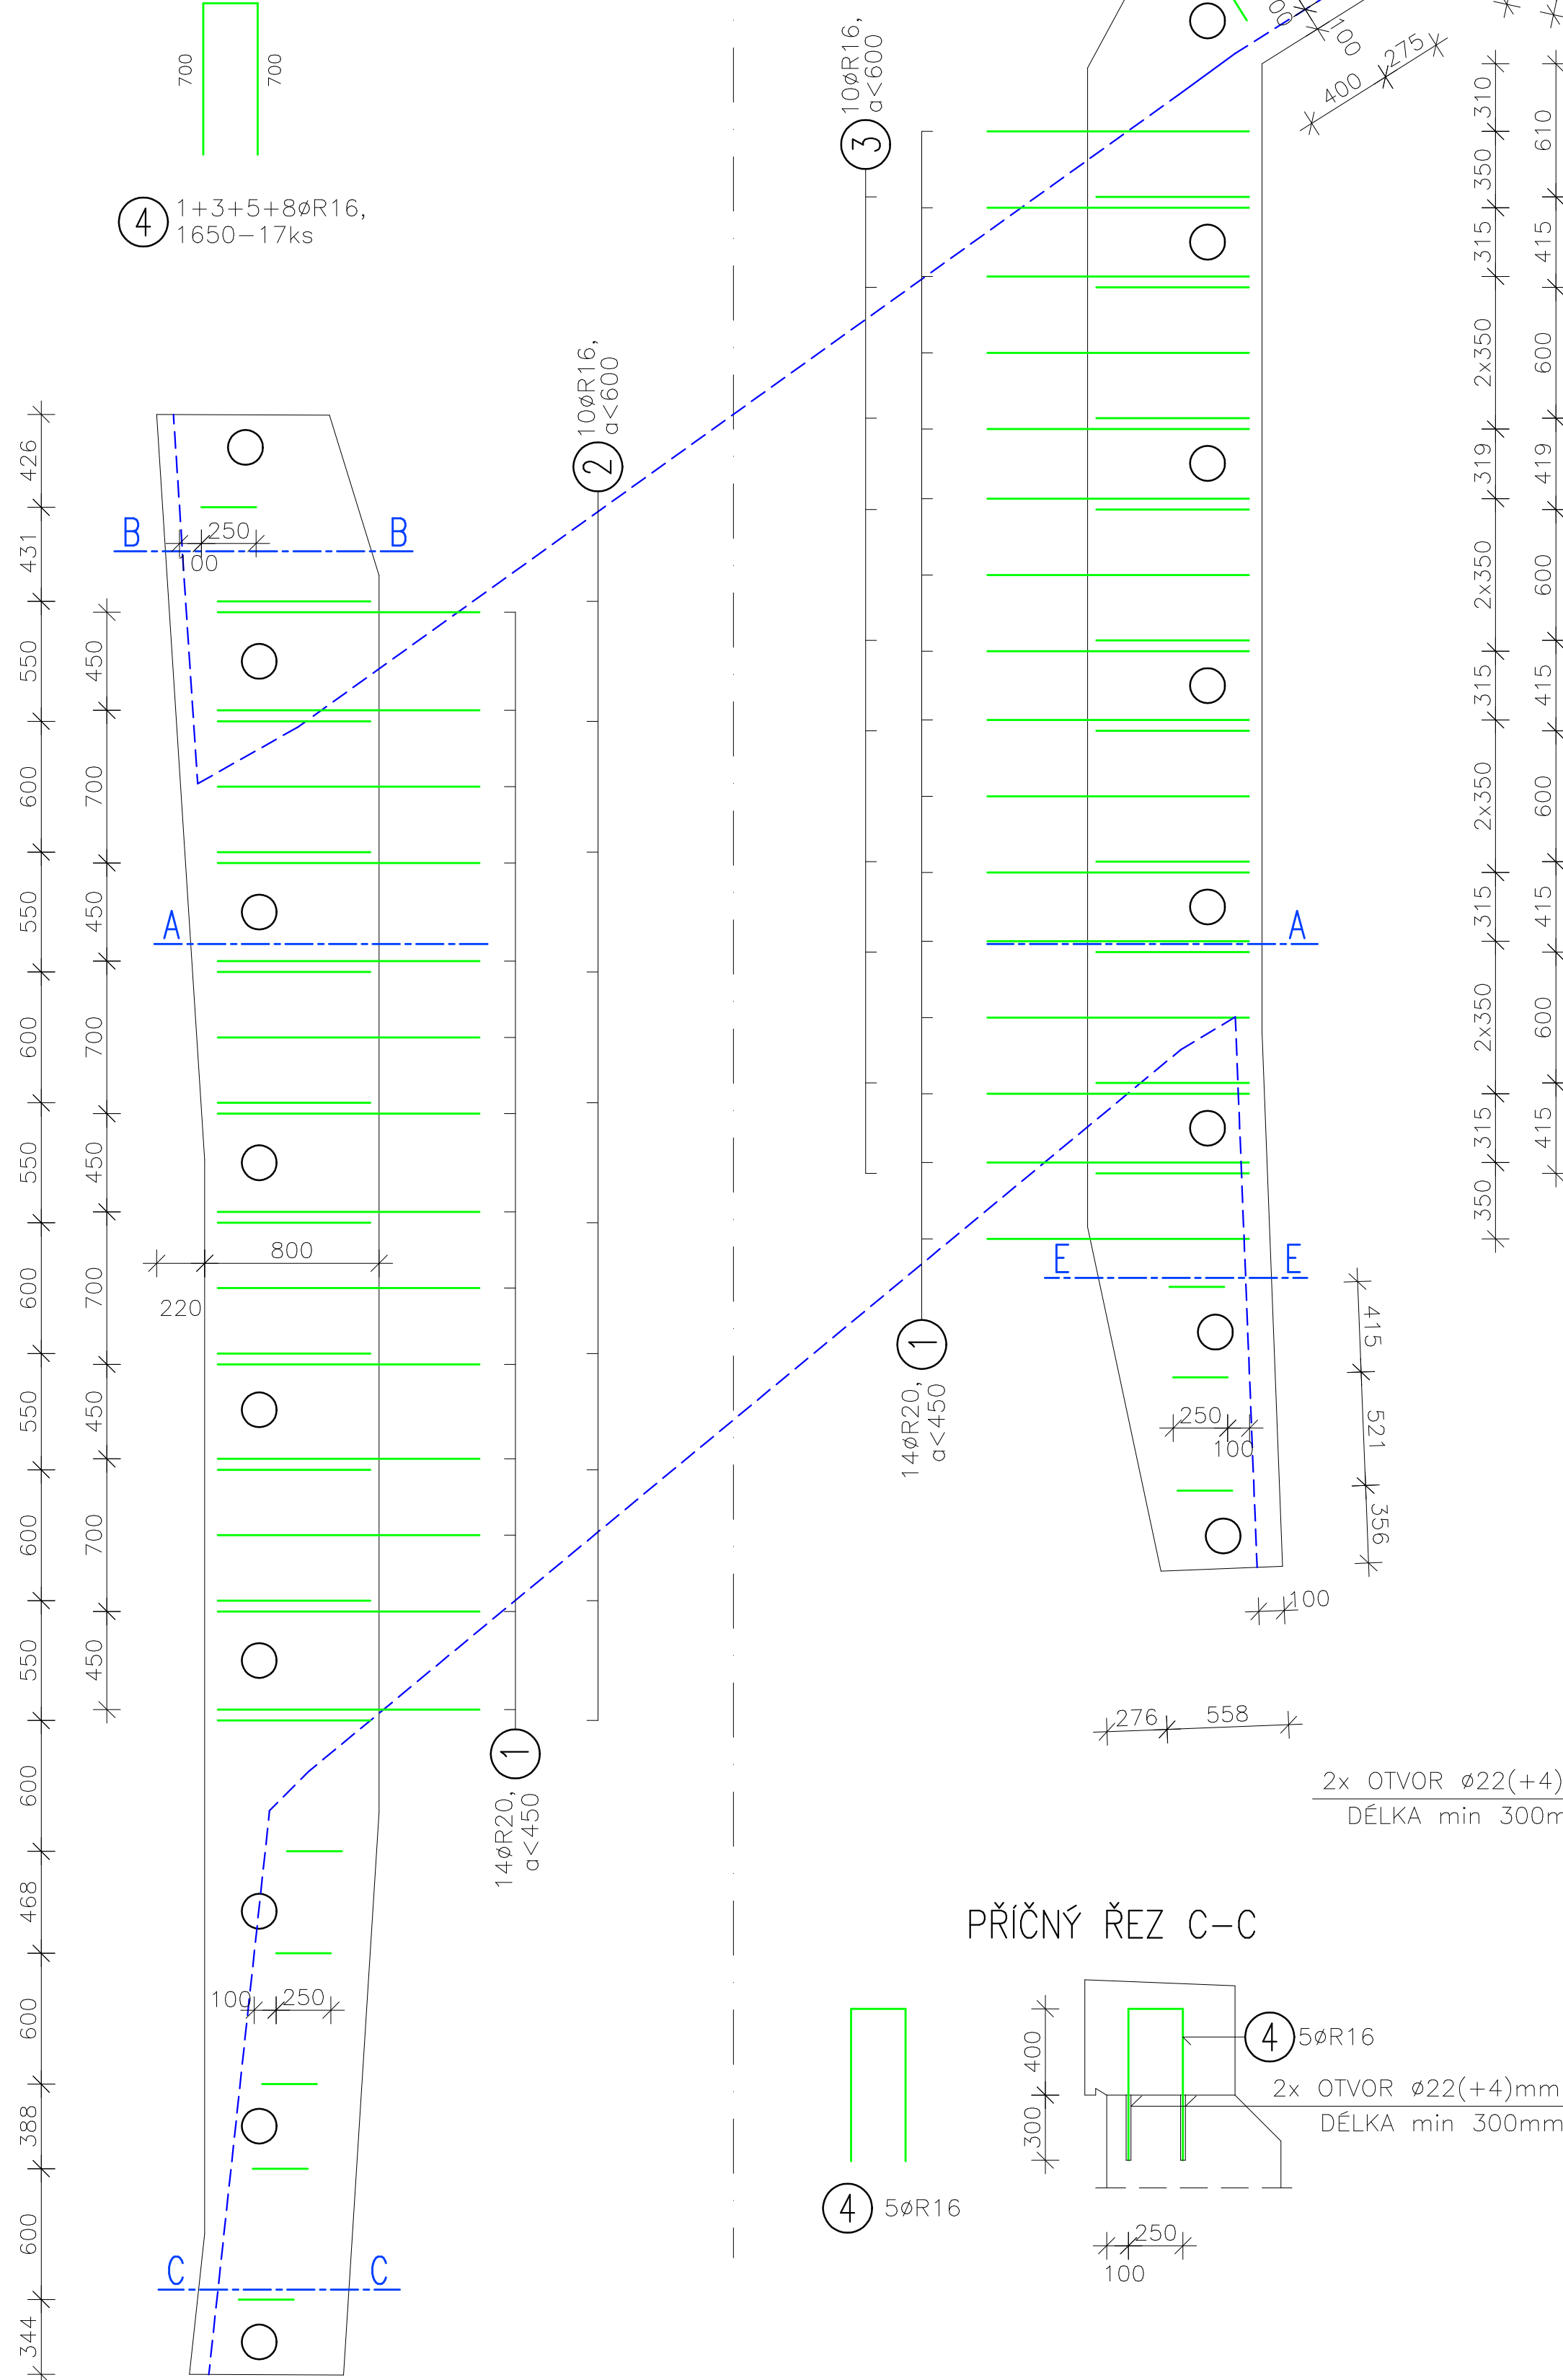 700
700
4
1+3+5+8øR16,
1650-17ks
10øR16,
a<600
3
100
400
275
10øR16,
a<600
2
426
431
550
600
550
600
550
600
550
600
550
600
468
600
388
600
344
450
700
450
700
450
700
450
700
450
B
B
250
00
A
A
800
220
310
350
315
2x350
319
2x350
315
2x350
315
2x350
315
350
610
415
600
419
600
415
600
415
600
415
E
E
1
14øR20,
a<450
250
100
415
521
356
100
276
558
1
14øR20,
a<450
2x OTVOR ø22(+4)
DÉLKA min 300m
PŘÍČNÝ ŘEZ C-C
100
250
400
300
4
5øR16
2x OTVOR ø22(+4)mm
DÉLKA min 300mm
4
5øR16
250
100
C
C